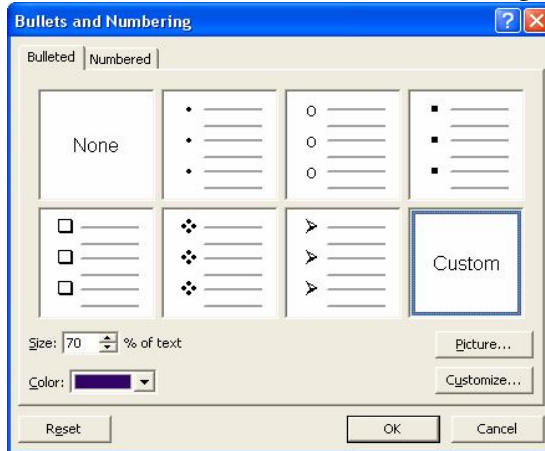 Bullets and Numbering
Bulleted Numbered
None
Custom
Size: 70 % of text
Picture...
Color:
Customize...
Reset OK Cancel